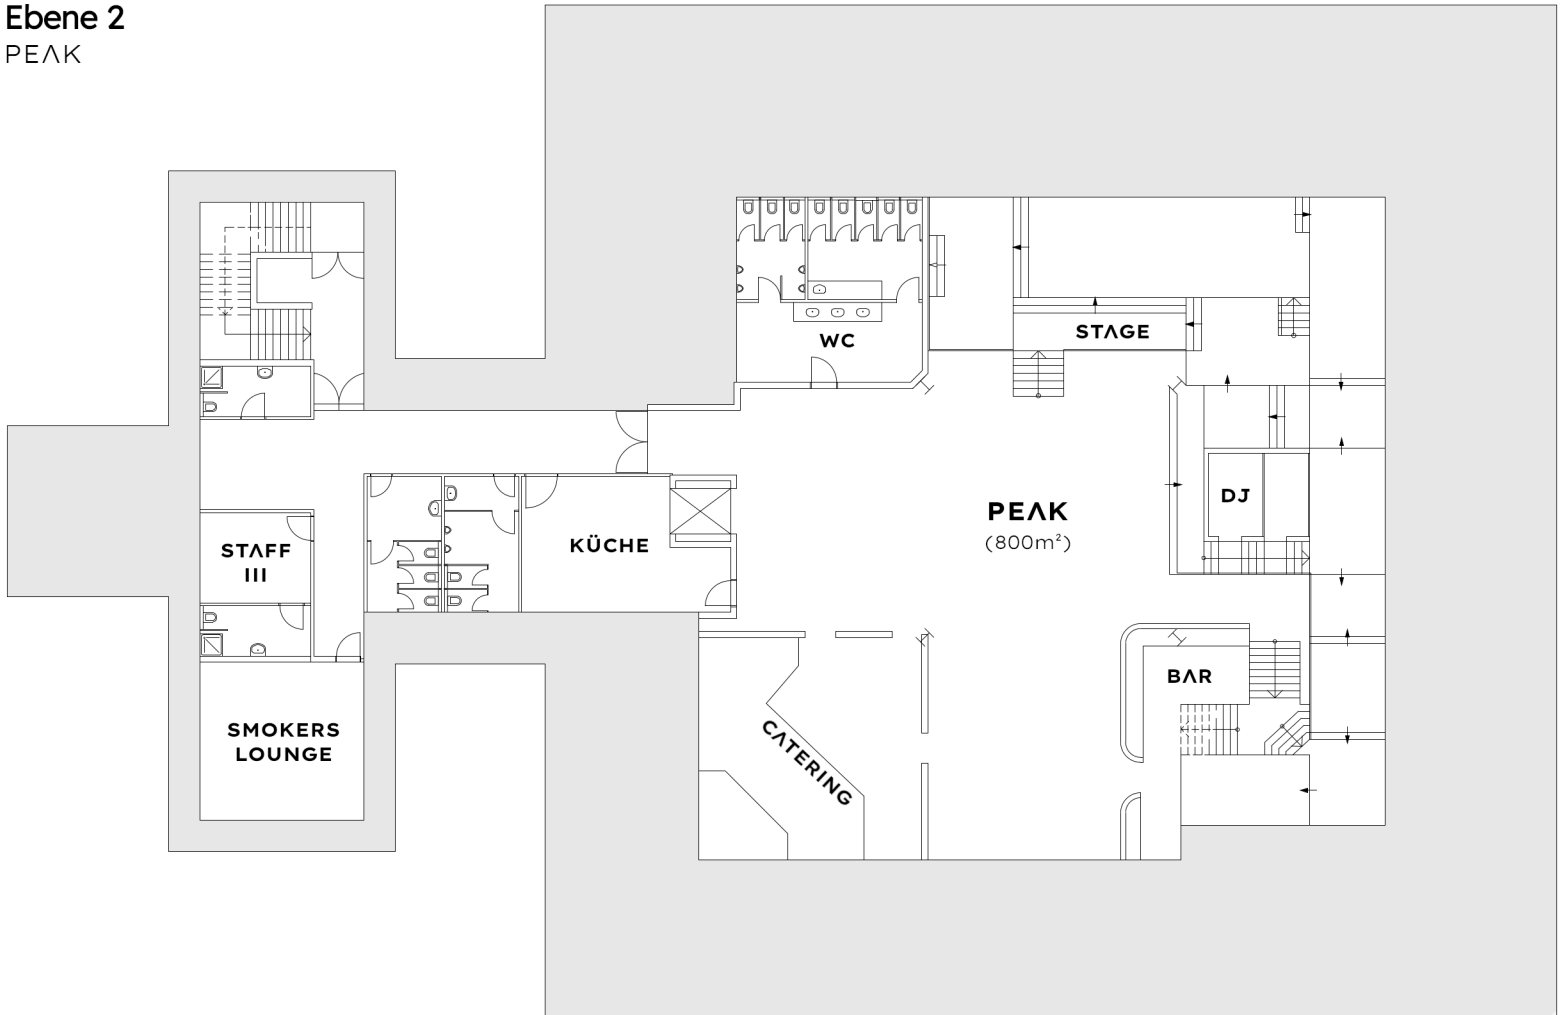 Ebene 2
PEΛK
WC
STΛGE
DJ
PEΛK
(800m²)
KÜCHE
STΛFF
III
BΛR
SMOKERS
LOUNGE
CΛTERING